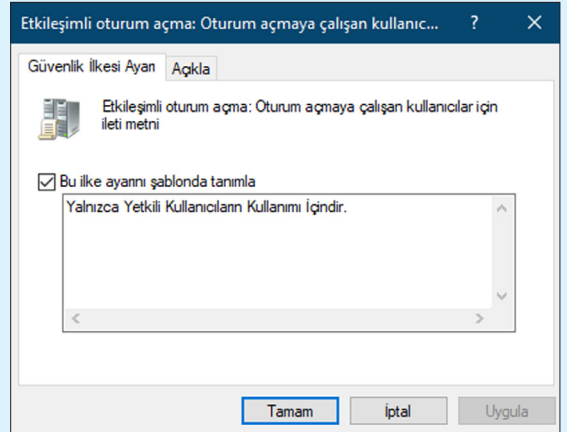 Etkileşimli oturum açma: Oturum açmaya çalışan kullanıc...
Güvenlik İlkesi Ayarı
Açıkla
Etkileşimli oturum açma: Oturum açmaya çalışan kullanıcılar için
ileti metni
Bu ilke ayarını şablonda tanımla
Yalnızca Yetkili Kullanıcıların Kullanımı İçindir.
Tamam
İptal
Uygula